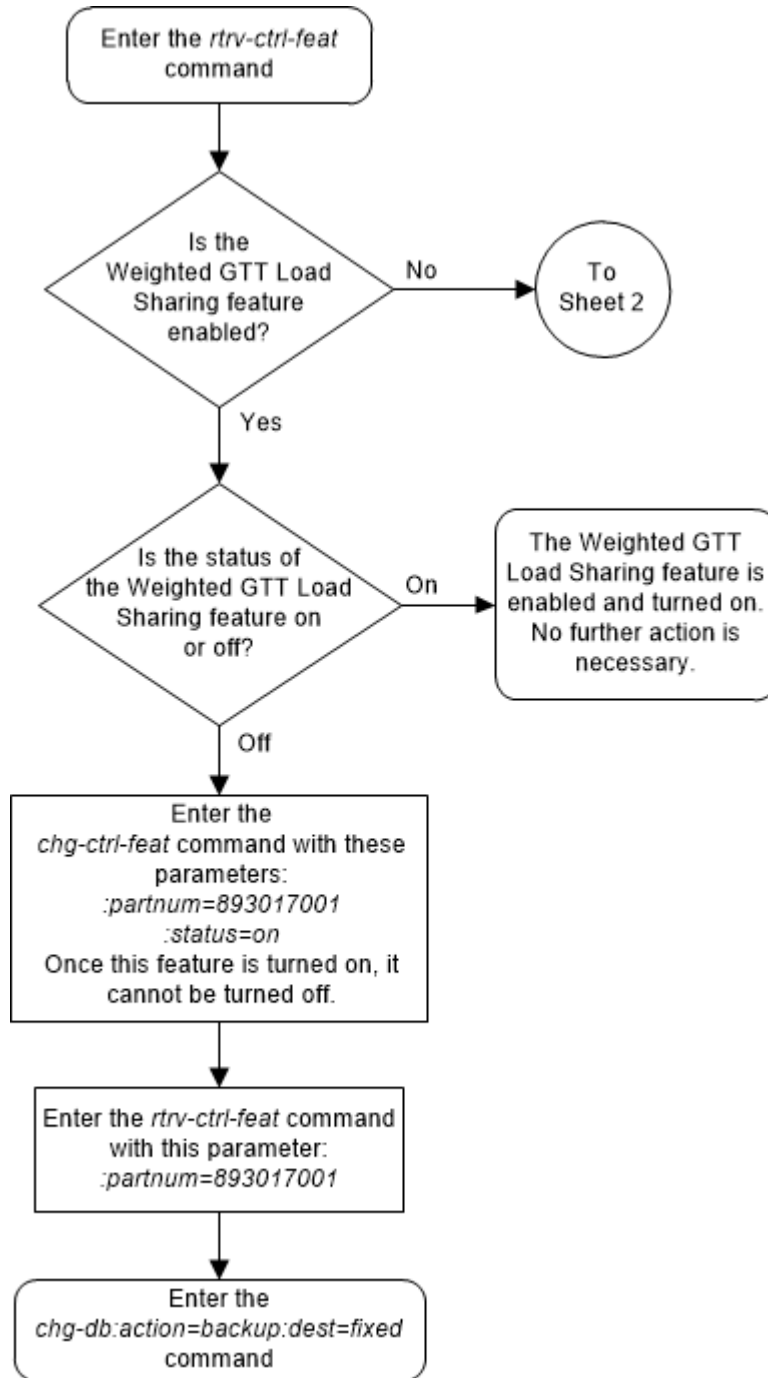 Enter the rtrv-ctrl-feat
command
Is the
Weighted GTT Load
Sharing feature
enabled?
No
To
Sheet 2
Yes
Is the status of
the Weighted GTT Load
Sharing feature on
or off?
On
The Weighted GTT
Load Sharing feature is
enabled and turned on.
No further action is
necessary.
Off
Enter the
chg-ctrl-feat command with these
parameters:
:partnum=893017001
:status=on
Once this feature is turned on, it
cannot be turned off.
Enter the rtrv-ctrl-feat command
with this parameter:
:partnum=893017001
Enter the
chg-db:action=backup:dest=fixed
command